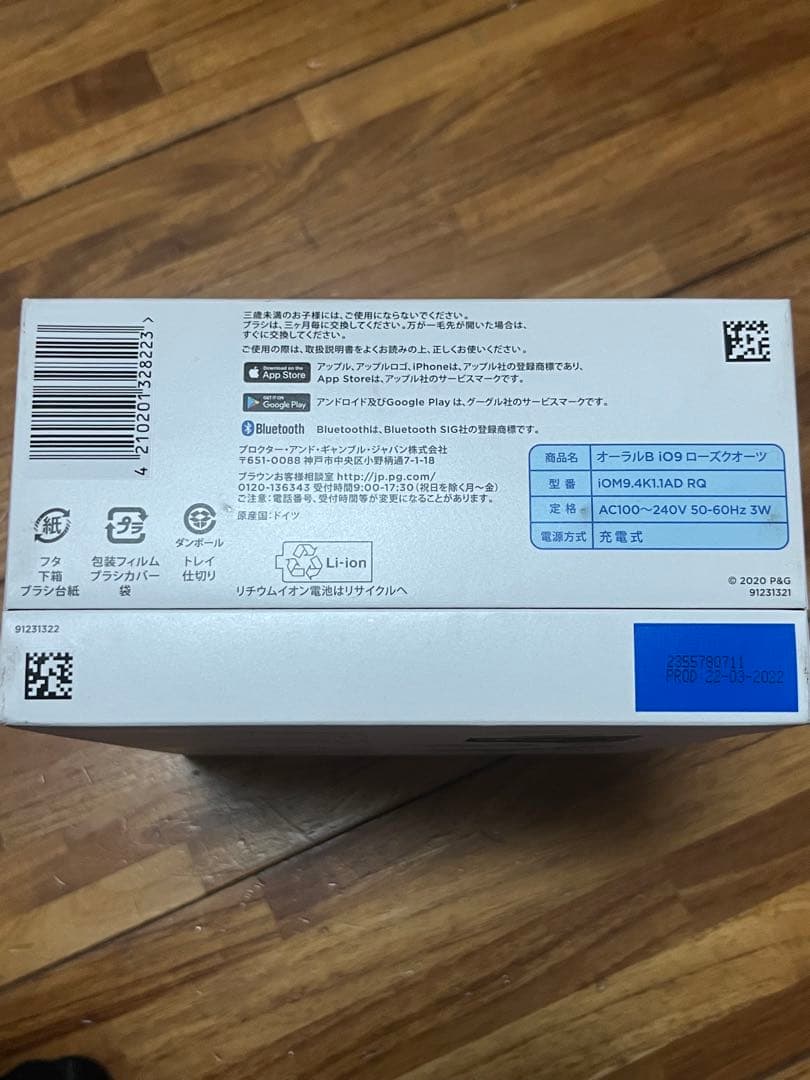 三歳未満のお子様には、ご使用にならないでください。
ブラシは、三ヶ月毎に交換してください。万が一毛先が開いた場合は、
すぐに交換してください。
ご使用の際は、取扱説明書をよくお読みの上、正しくお使いください。
Download on the
App Store
アップル、アップルロゴ、iPhoneは、アップル社の登録商標であり、
App Storeは、アップル社のサービスマークです。
GET IT ON
Google Play
アンドロイド及びGoogle Play は、グーグル社のサービスマークです。
Bluetooth
Bluetoothは、Bluetooth SIG社の登録商標です。
プロクター・アンド・ギャンブル・ジャパン株式会社
〒651-0088 神戸市中央区小野柄通7-1-18
ブラウンお客様相談室 http://jp.pg.com/
0120-136343 受付時間9:00-17:30(祝日を除く月~金)
ご注意:電話番号、受付時間等が変更になることがあります。
原産国:ドイツ
4 210201 328223 >
商品名 オーラルB iO9 ローズクオーツ
型番 iOM9.4K1.1AD RQ
定格 AC100~240V 50-60Hz 3W
電源方式 充電式
紙
フタ
下箱
ブラシ台紙
プラ
包装フィルム
ブラシカバー
袋
ダンボール
トレイ
仕切り
Li-ion
リチウムイオン電池はリサイクルへ
© 2020 P&G
91231321
91231322
2355780711
PROD 22-03-2022